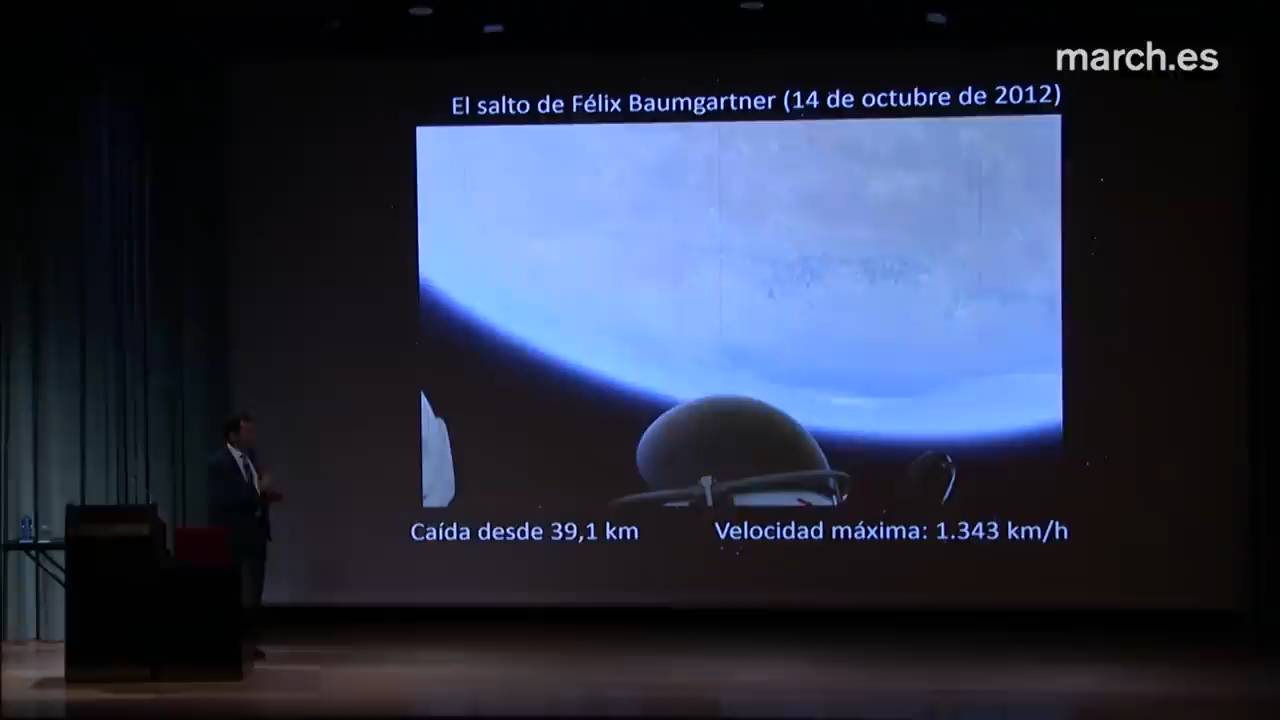 march.es
El salto de Félix Baumgartner (14 de octubre de 2012)
Caída desde 39,1 km
Velocidad máxima: 1.343 km/h